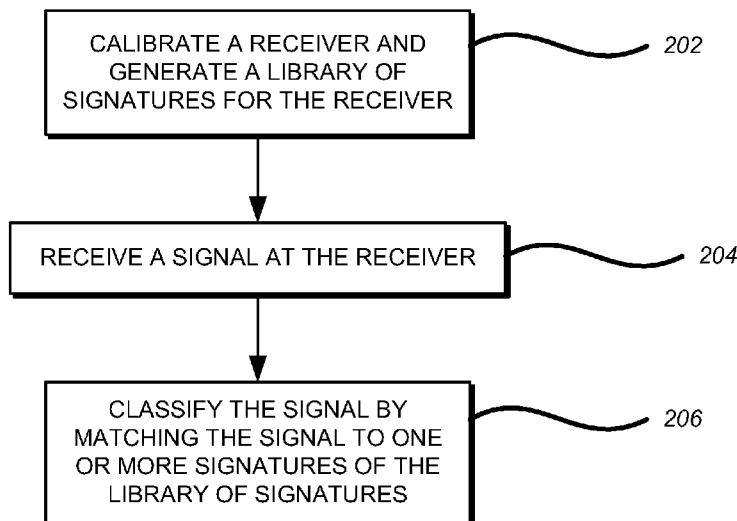 CALIBRATE A RECEIVER AND
GENERATE A LIBRARY OF
SIGNATURES FOR THE RECEIVER
202
RECEIVE A SIGNAL AT THE RECEIVER
204
CLASSIFY THE SIGNAL BY
MATCHING THE SIGNAL TO ONE
OR MORE SIGNATURES OF THE
LIBRARY OF SIGNATURES
206